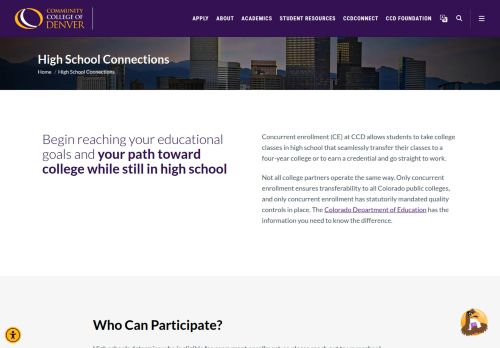 COMMUNITY
COLLEGE OF
DENVER
APPLY
ABOUT
ACADEMICS
STUDENT RESOURCES
CCDCONNECT
CCD FOUNDATION
High School Connections
Home / High School Connections
Begin reaching your educational
goals and your path toward
college while still in high school
Concurrent enrollment (CE) at CCD allows students to take college
classes in high school that seamlessly transfer their classes to a
four-year college or to earn a credential and go straight to work.
Not all college partners operate the same way. Only concurrent
enrollment ensures transferability to all Colorado public colleges,
and only concurrent enrollment has statutorily mandated quality
controls in place. The Colorado Department of Education has the
information you need to know the difference.
Who Can Participate?